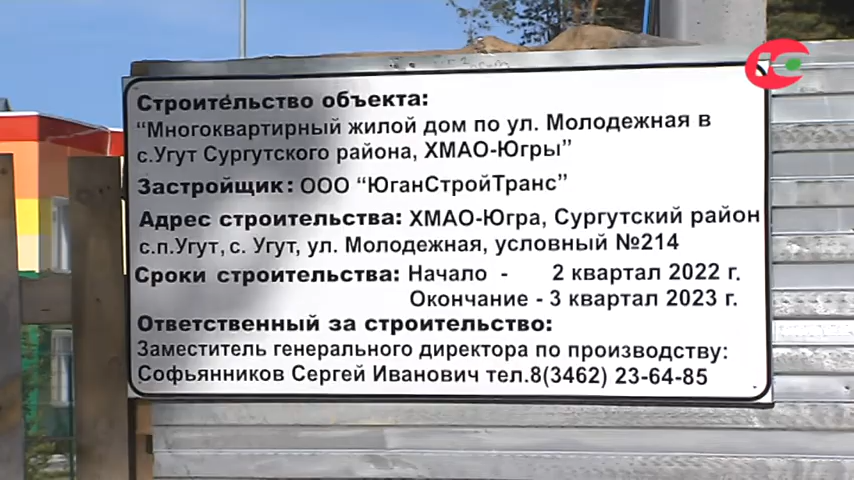 Строительство объекта:
“Многоквартирный жилой дом по ул. Молодежная в
с.Угут Сургутского района, ХМАО-Югры”
Застройщик: ООО “ЮганСтройТранс”
Адрес строительства: ХМАО-Югра, Сургутский район
с.п.Угут, с. Угут, ул. Молодежная, условный №214
Сроки строительства: Начало - 2 квартал 2022 г.
Окончание - 3 квартал 2023 г.
Ответственный за строительство:
Заместитель генерального директора по производству:
Софьянников Сергей Иванович тел.8(3462) 23-64-85